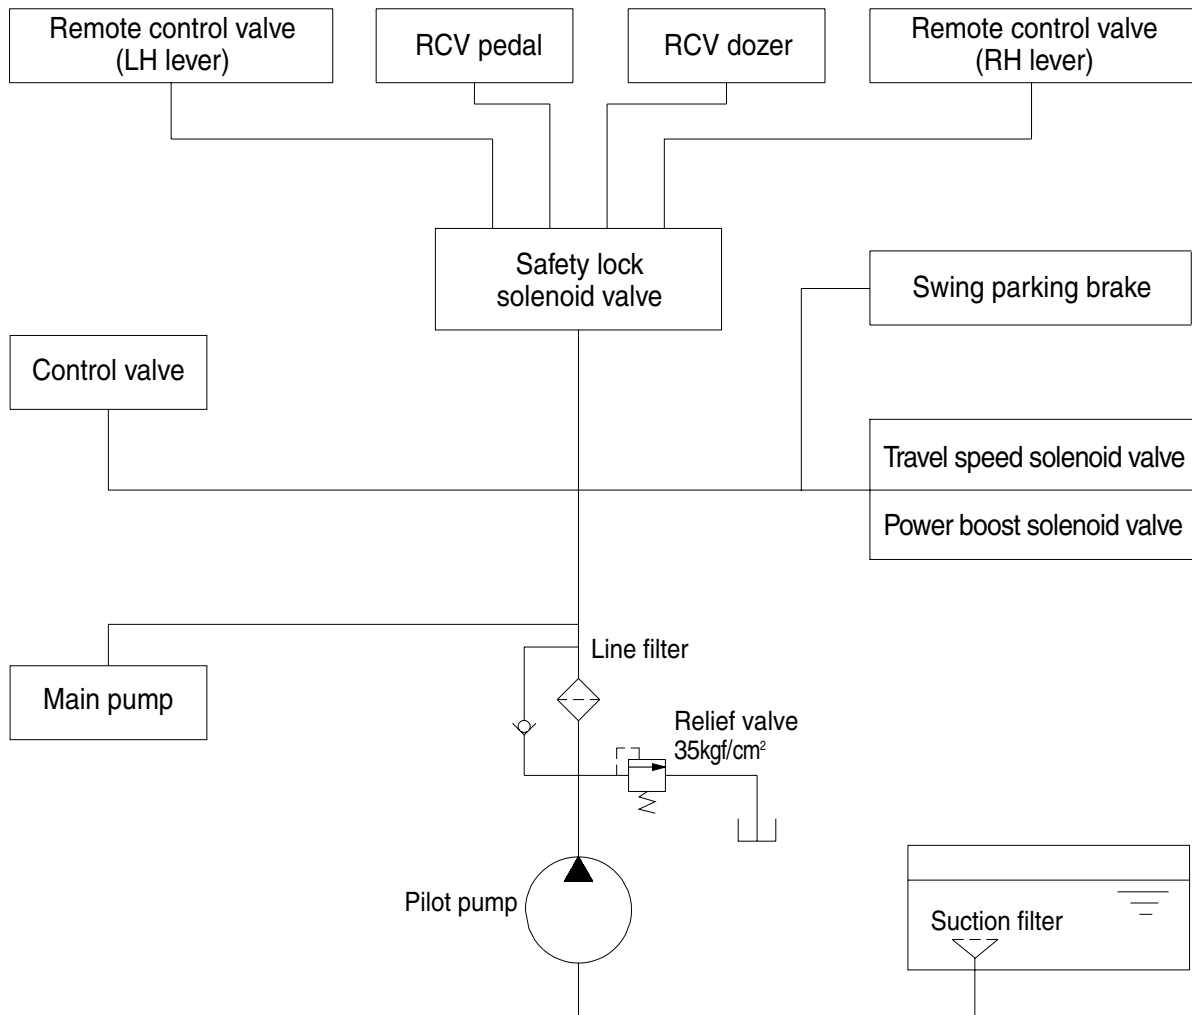 Remote control valve
(LH lever)
RCV pedal
RCV dozer
Remote control valve
(RH lever)
Safety lock
solenoid valve
Swing parking brake
Control valve
Travel speed solenoid valve
Power boost solenoid valve
Line filter
Main pump
Relief valve
35kgf/cm²
Pilot pump
Suction filter